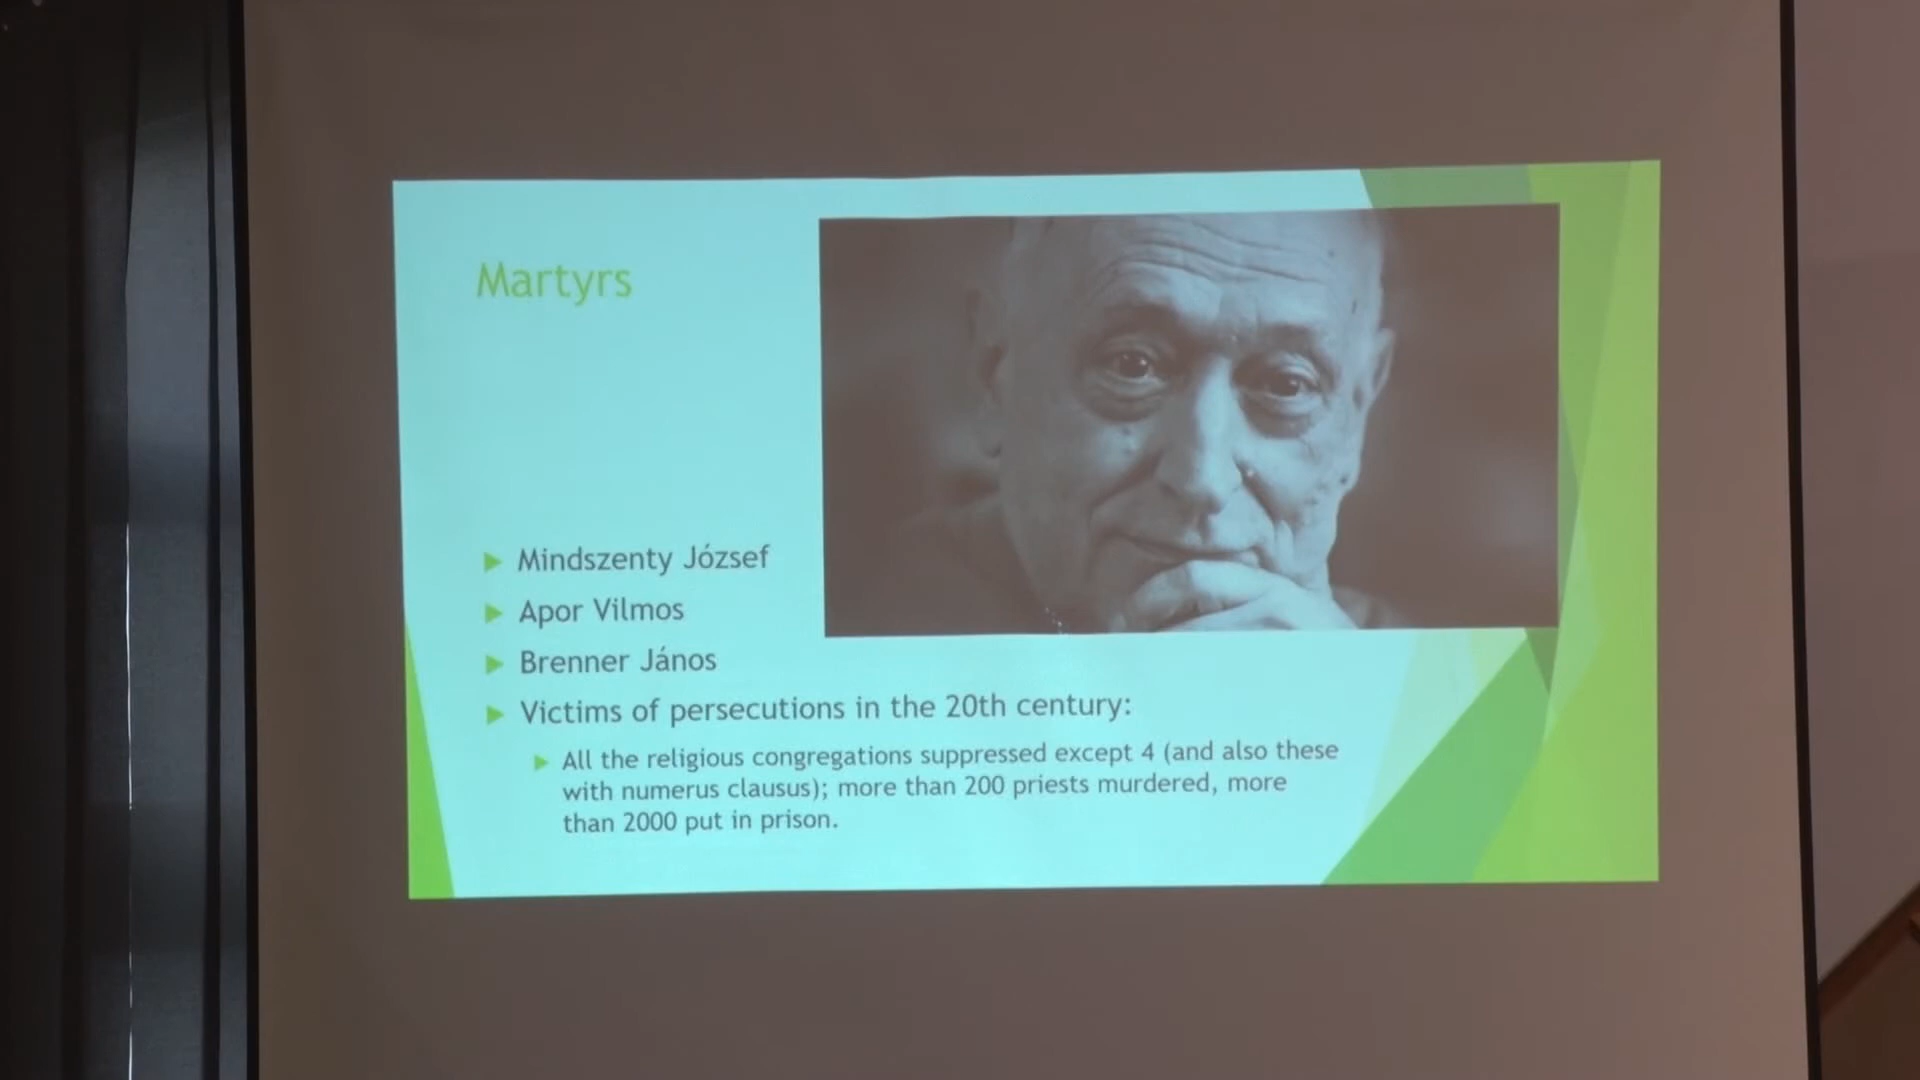 Martyrs
Mindszenty József
Apor Vilmos
Brenner János
Victims of persecutions in the 20th century:
All the religious congregations suppressed except 4 (and also these
with numerus clausus); more than 200 priests murdered, more
than 2000 put in prison.